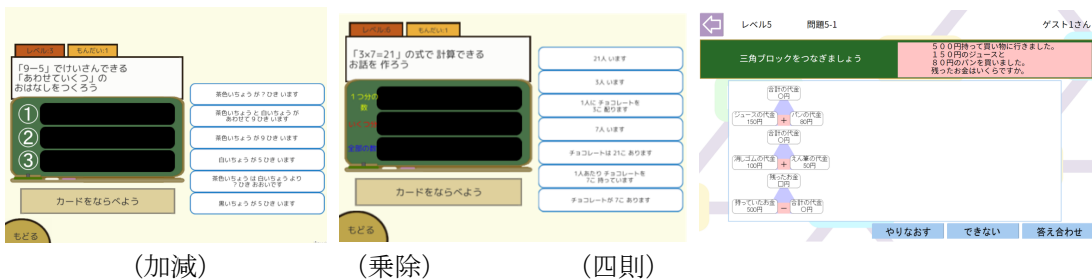 レベル:5 もんだい:1
「9ー5」でけいさんできる
「あわせていくつ」の
おはなしをつくろう
①
②
③
カードをならべよう
もどる
茶色いちょう が ? ひき います
茶色いちょう と 白いちょう が
あわせて 9 ひき います
茶色いちょう が 9 ひき います
白いちょう が 5 ひき います
茶色いちょう は 白いちょう より
? ひき おおいです
黒いちょう が 5 ひき います
レベル:5 もんだい:1
「3×7=21」の式で 計算できる
お話を 作ろう
1つ分の
数
いくつ分
全部の数
カードをならべよう
もどる
21人 います
3人 います
1人に チョコレートを
3こ 配ります
7人 います
チョコレートは 21こ あります
1人あたり チョコレートを
7こ 持っています
チョコレートが 7こ あります
レベル5 問題5-1 ゲスト1さん
三角ブロックをつなぎましょう
500円持って買い物に行きました。
150円のジュースと
80円のパンを買いました。
残ったお金はいくらですか。
合計の代金
○円
ジュースの代金
150円
+
パンの代金
80円
合計の代金
○円
消しゴムの代金
100円
+
えん筆の代金
50円
残ったお金
□円
持っていたお金
500円
−
合計の代金
○円
やりなおす できない 答え合わせ
(加減) (乗除) (四則)